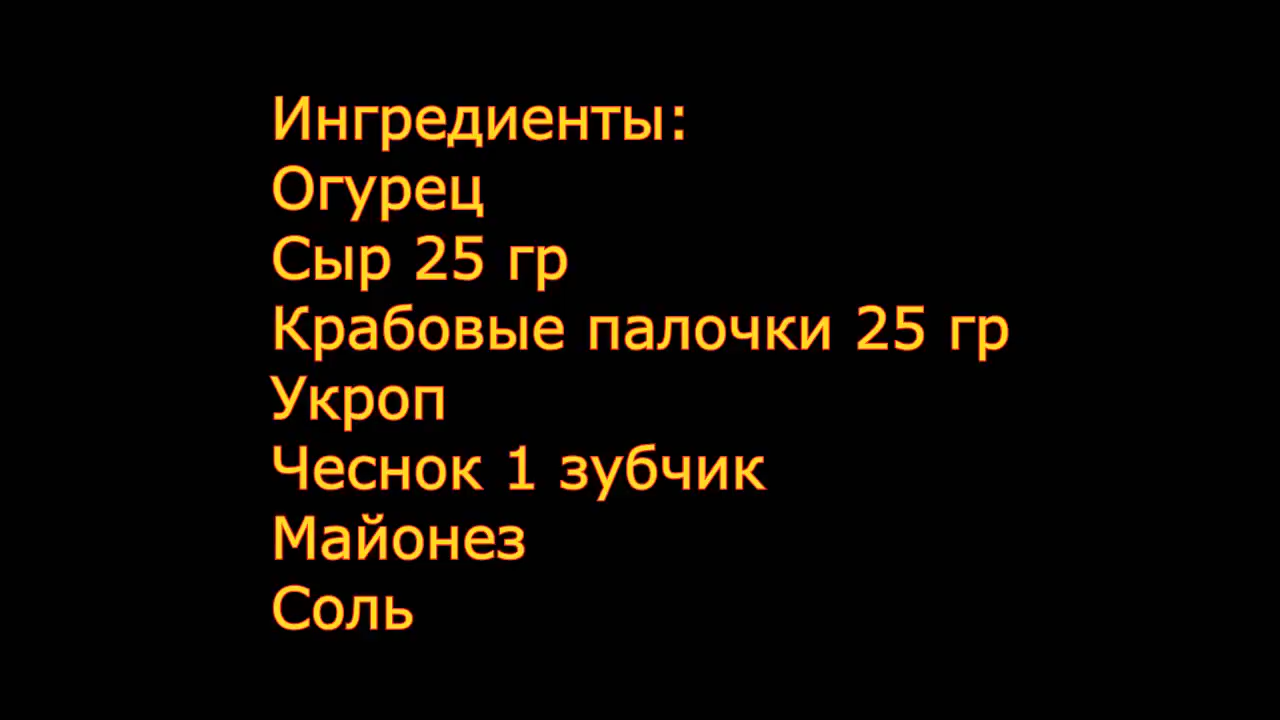 Ингредиенты:
Огурец
Сыр 25 гр
Крабовые палочки 25 гр
Укроп
Чеснок 1 зубчик
Майонез
Соль